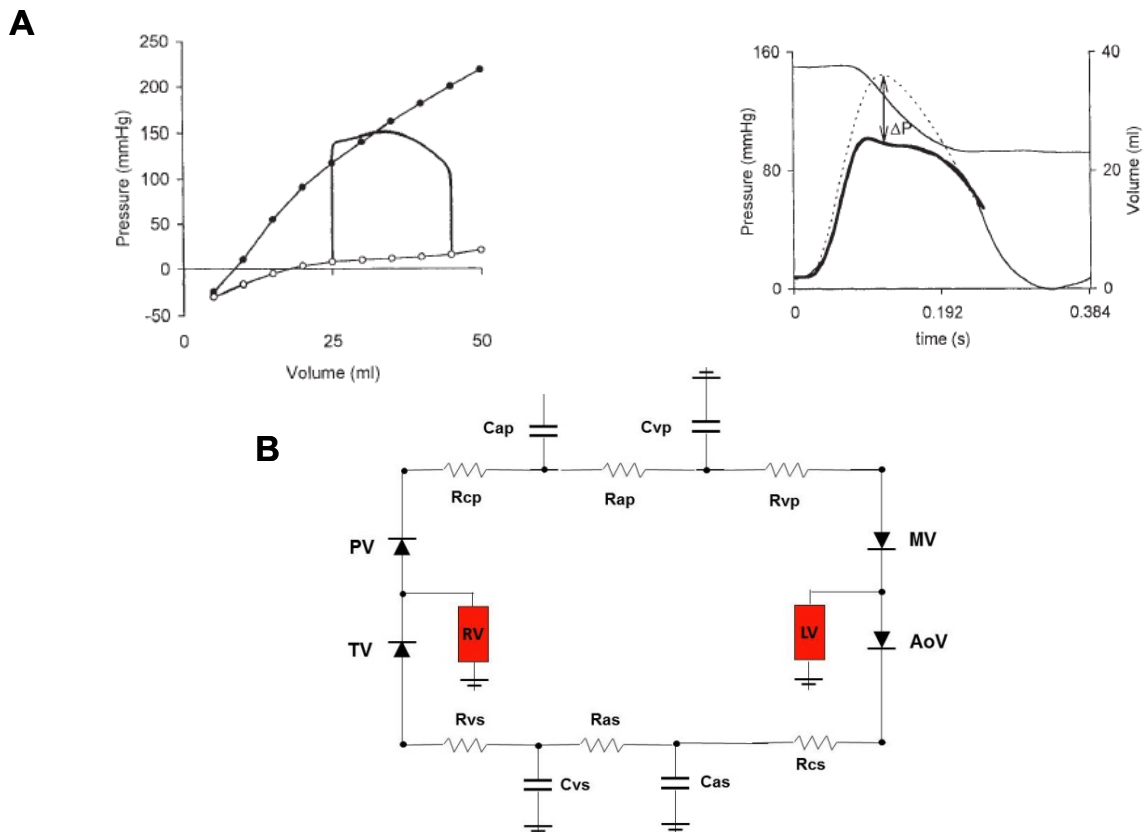 A
250
200
150
100
50
0
-50
Pressure (mmHg)
0
25
50
Volume (ml)
160
80
0
Pressure (mmHg)
ΔP
40
20
0
Volume (ml)
0
0.192
0.384
time (s)
B
Cap
Cvp
Rcp
Rap
Rvp
PV
MV
RV
LV
TV
AoV
Rvs
Ras
Rcs
Cvs
Cas